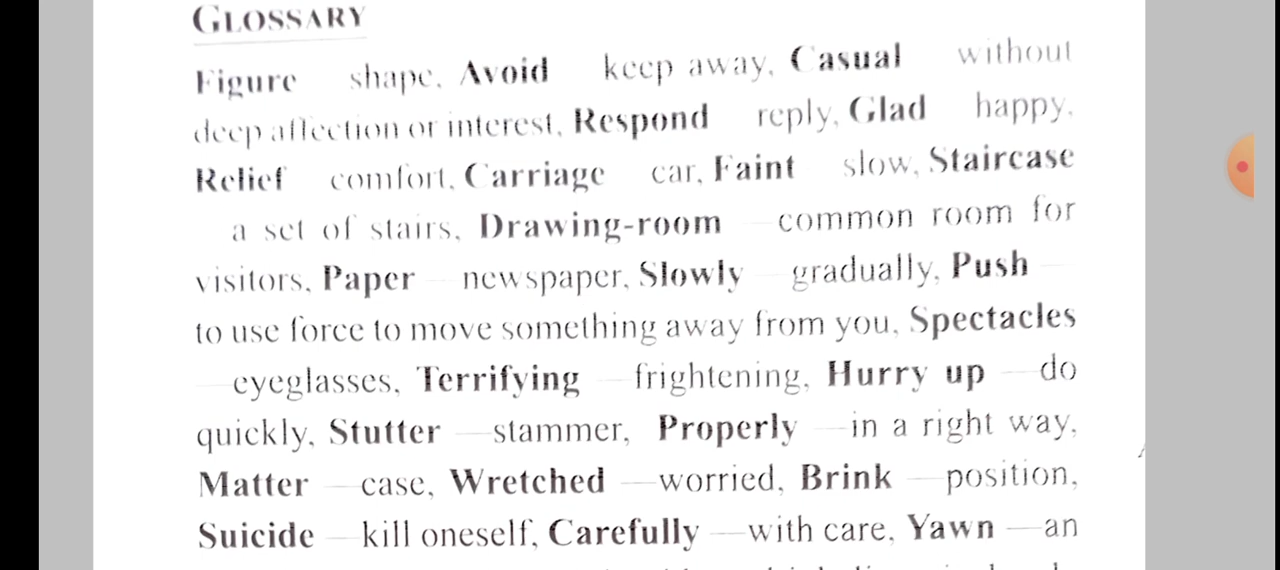 GLOSSARY
Figure shape, Avoid keep away, Casual without
deep affection or interest, Respond reply, Glad happy,
Relief comfort, Carriage car, Faint slow, Staircase
a set of stairs, Drawing-room — common room for
visitors, Paper — newspaper, Slowly — gradually, Push —
to use force to move something away from you, Spectacles
— eyeglasses, Terrifying — frightening, Hurry up — do
quickly, Stutter — stammer, Properly — in a right way,
Matter — case, Wretched — worried, Brink — position,
Suicide — kill oneself, Carefully — with care, Yawn — an